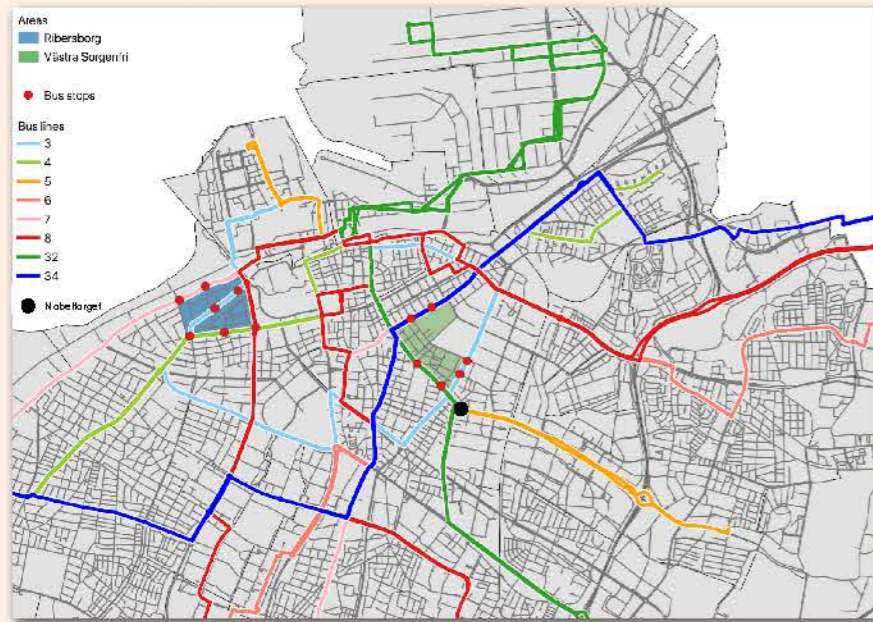 Areas
Ribersborg
Västra Sorgenfri
Bus stops
Bus lines
3
4
5
6
7
8
32
34
Nobeltorget